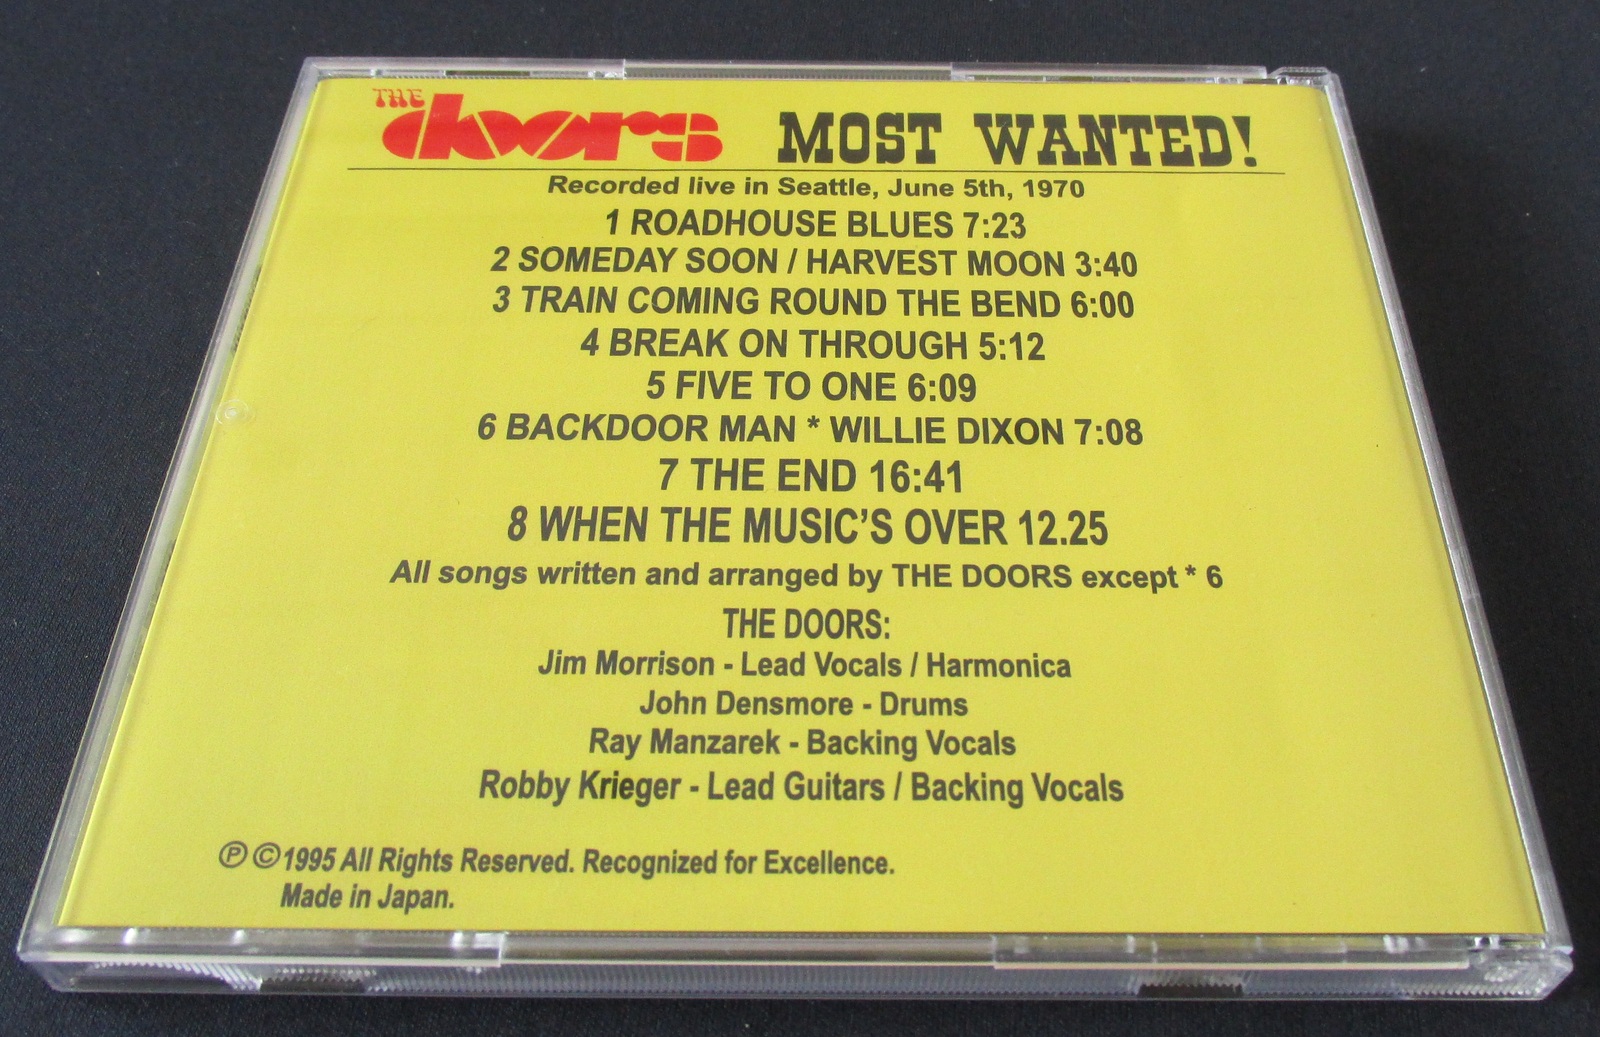 THE doors MOST WANTED!
Recorded live in Seattle, June 5th, 1970
1 ROADHOUSE BLUES 7:23
2 SOMEDAY SOON / HARVEST MOON 3:40
3 TRAIN COMING ROUND THE BEND 6:00
4 BREAK ON THROUGH 5:12
5 FIVE TO ONE 6:09
6 BACKDOOR MAN * WILLIE DIXON 7:08
7 THE END 16:41
8 WHEN THE MUSIC'S OVER 12.25
All songs written and arranged by THE DOORS except * 6
THE DOORS:
Jim Morrison - Lead Vocals / Harmonica
John Densmore - Drums
Ray Manzarek - Backing Vocals
Robby Krieger - Lead Guitars / Backing Vocals
℗ ©1995 All Rights Reserved. Recognized for Excellence.
Made in Japan.